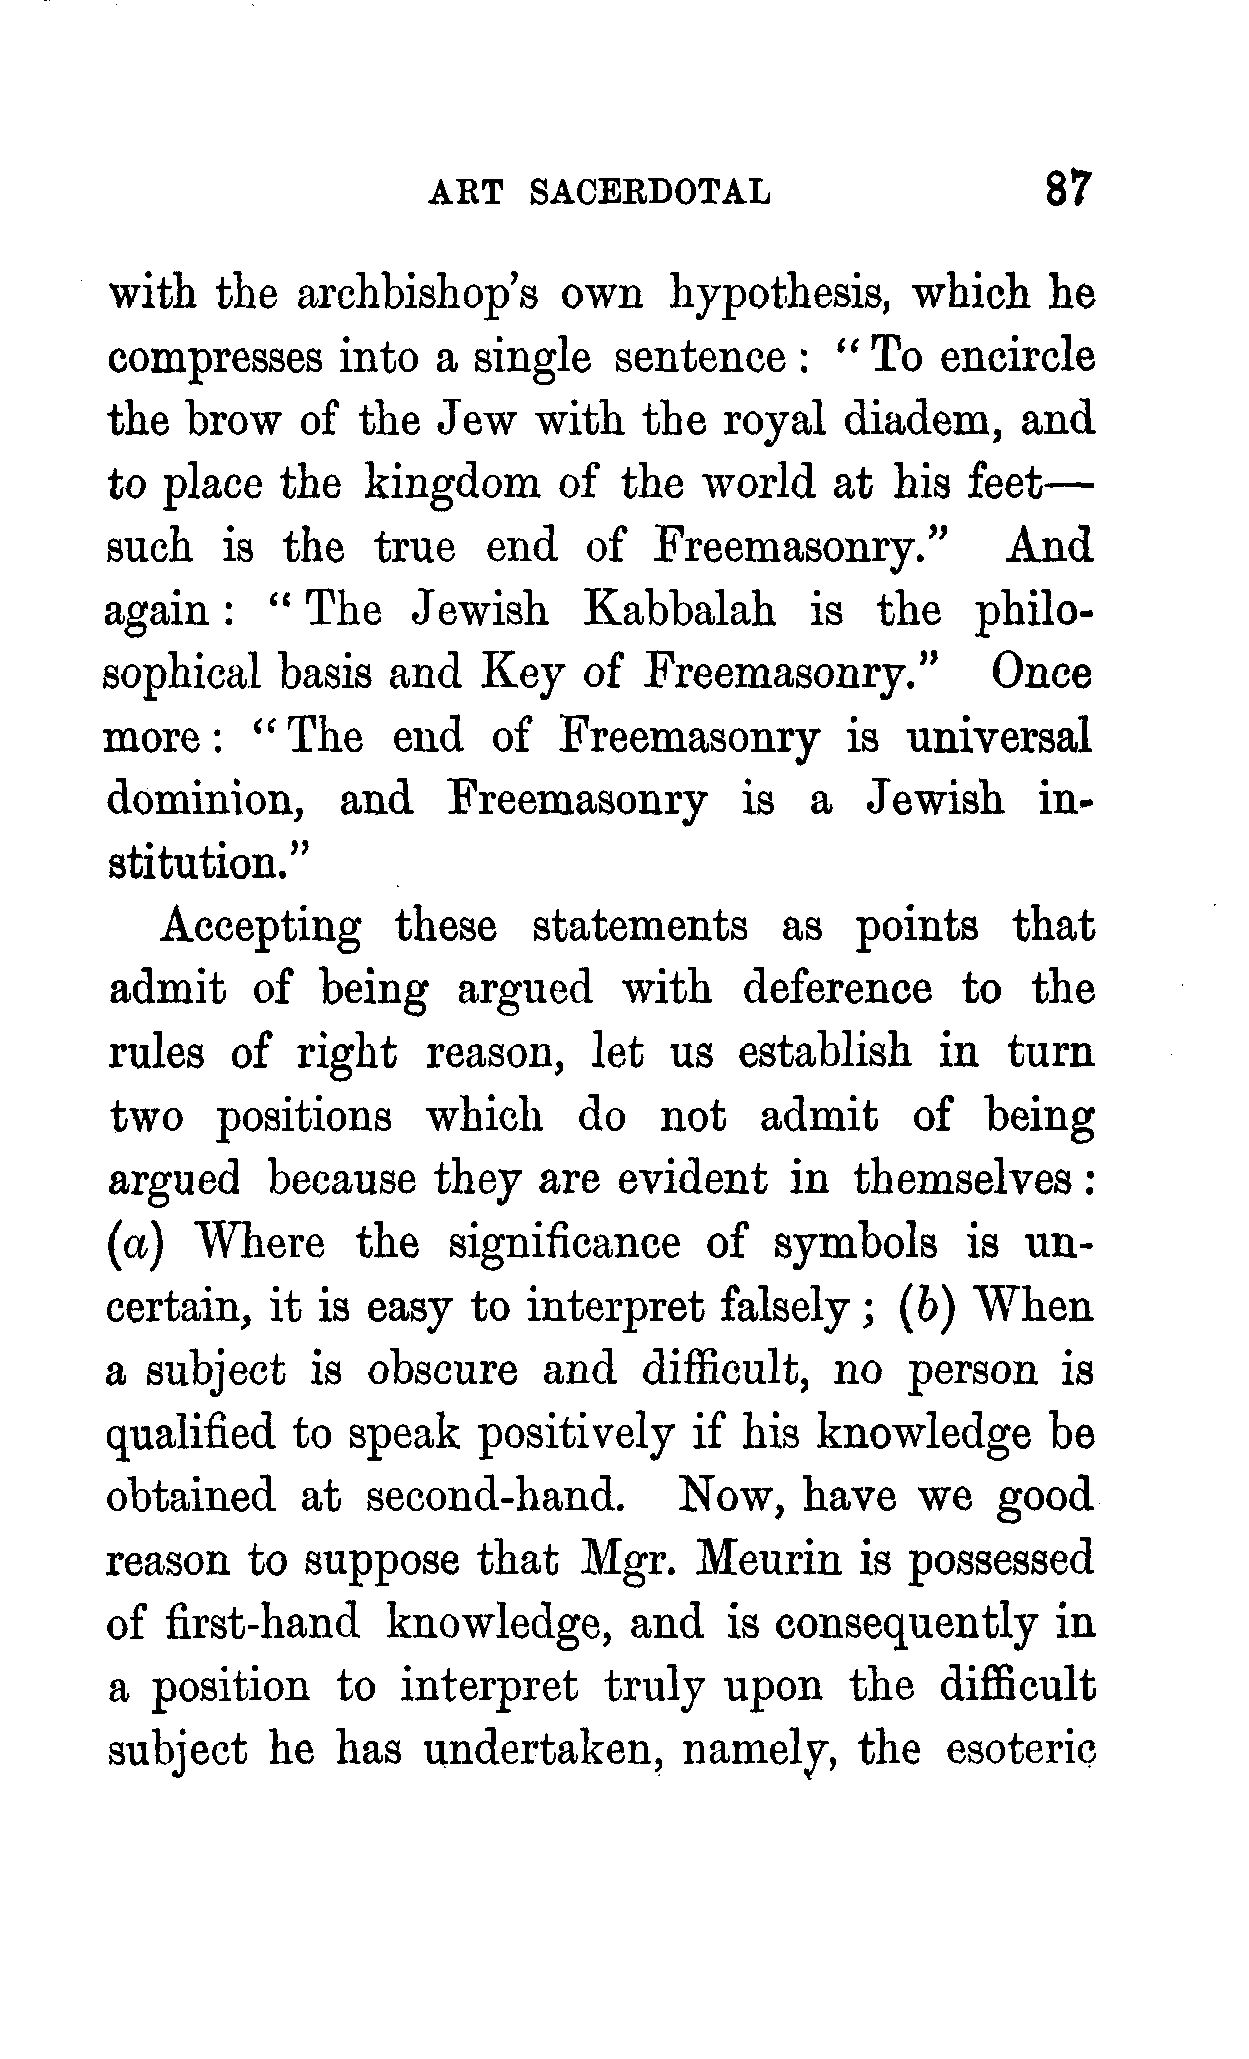 ART SACERDOTAL 87
with the archbishop's own hypothesis, which he
compresses into a single sentence : “ To encircle
the brow of the Jew with the royal diadem, and
to place the kingdom of the world at his feet—
such is the true end of Freemasonry.” And
again : “ The Jewish Kabbalah is the philo-
sophical basis and Key of Freemasonry.” Once
more : “ The end of Freemasonry is universal
dominion, and Freemasonry is a Jewish in-
stitution.”
Accepting these statements as points that
admit of being argued with deference to the
rules of right reason, let us establish in turn
two positions which do not admit of being
argued because they are evident in themselves :
(a) Where the significance of symbols is un-
certain, it is easy to interpret falsely ; (b) When
a subject is obscure and difficult, no person is
qualified to speak positively if his knowledge be
obtained at second-hand. Now, have we good
reason to suppose that Mgr. Meurin is possessed
of first-hand knowledge, and is consequently in
a position to interpret truly upon the difficult
subject he has undertaken, namely, the esoteric